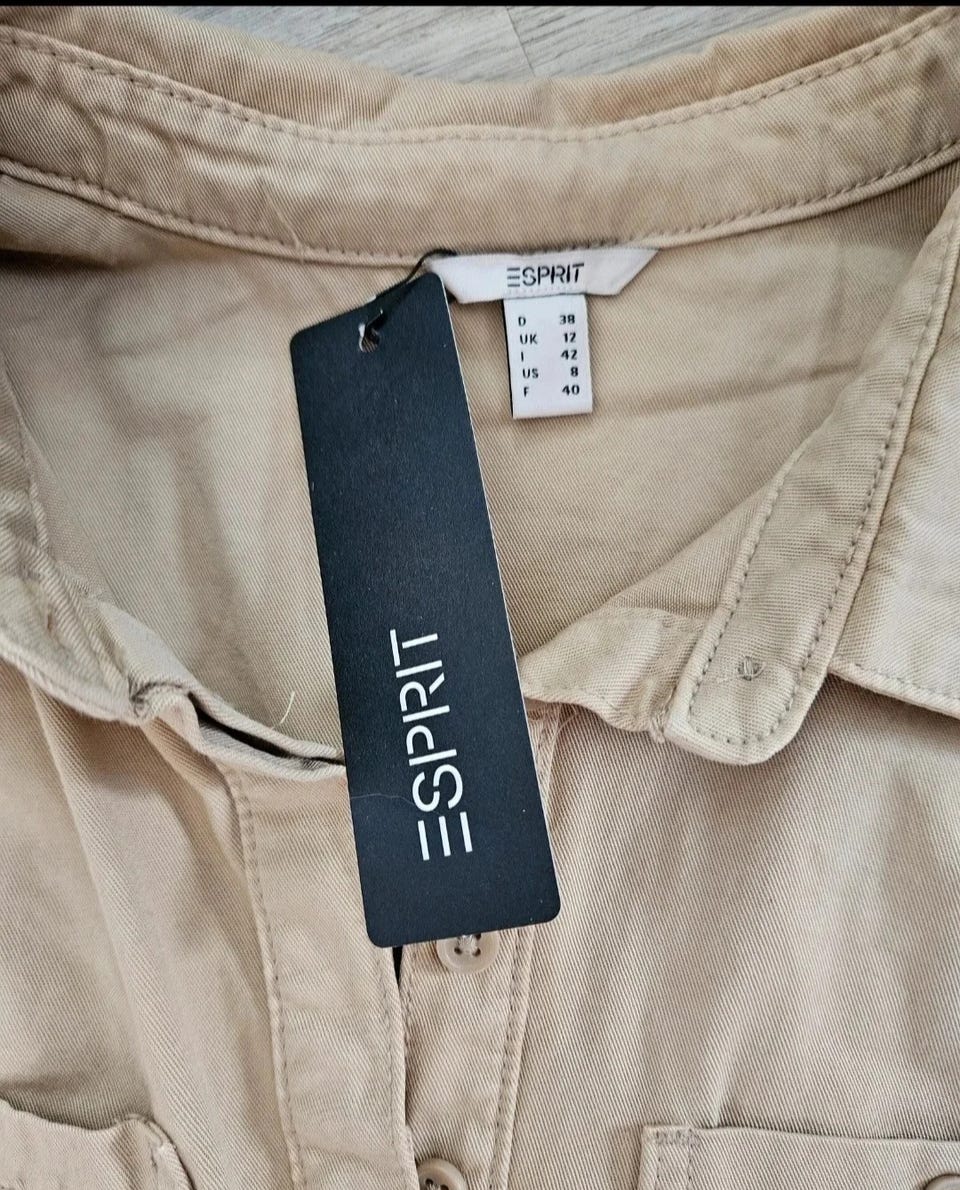 ESPRIT
D 38
UK 12
I 42
US 8
F 40
ESPRIT